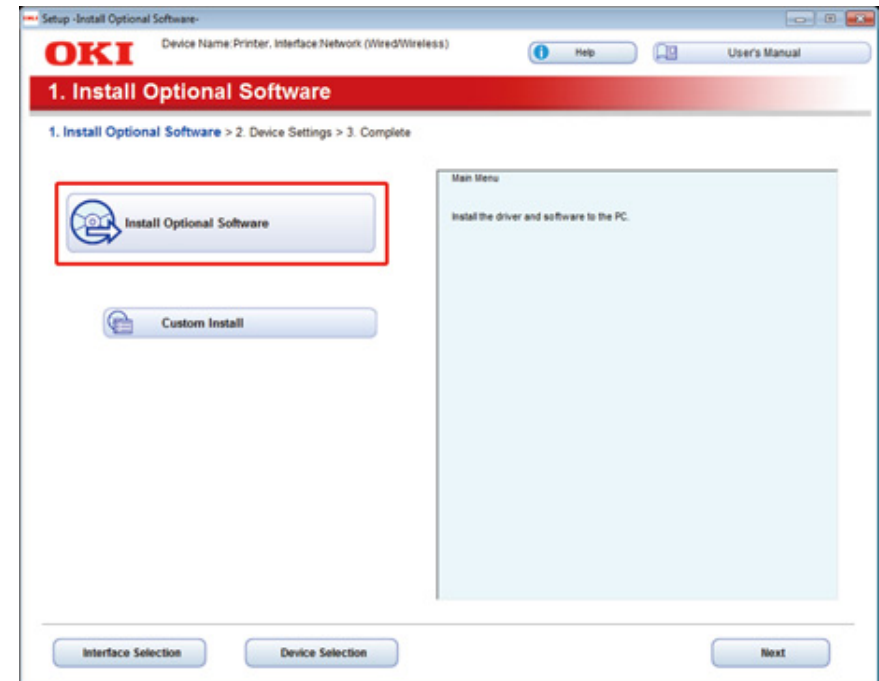 Setup -Install Optional Software-
OKI
Device Name:Printer, Interface:Network (Wired/Wireless)
Help
User's Manual
1. Install Optional Software
1. Install Optional Software > 2. Device Settings > 3. Complete
Install Optional Software
Custom Install
Main Menu
Install the driver and software to the PC.
Interface Selection
Device Selection
Next